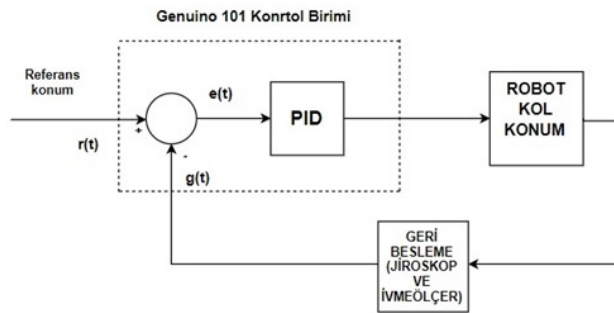 Genuino 101 Konrtol Birimi
Referans
konum
r(t)
+
-
e(t)
g(t)
PID
ROBOT
KOL
KONUM
GERİ
BESLEME
(JİROSKOP
VE
İVMEÖLÇER)